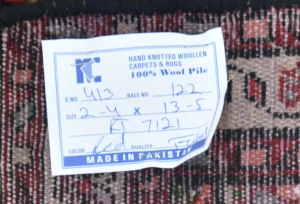 HAND KNOTTED WOOLLEN
CARPETS & RUGS
100% Wool Pile
S.NO 413 BALE NO. 122
SIZE 2-4 x 13-5
7121
COLOR Red QUALITY
MADE IN PAKISTAN